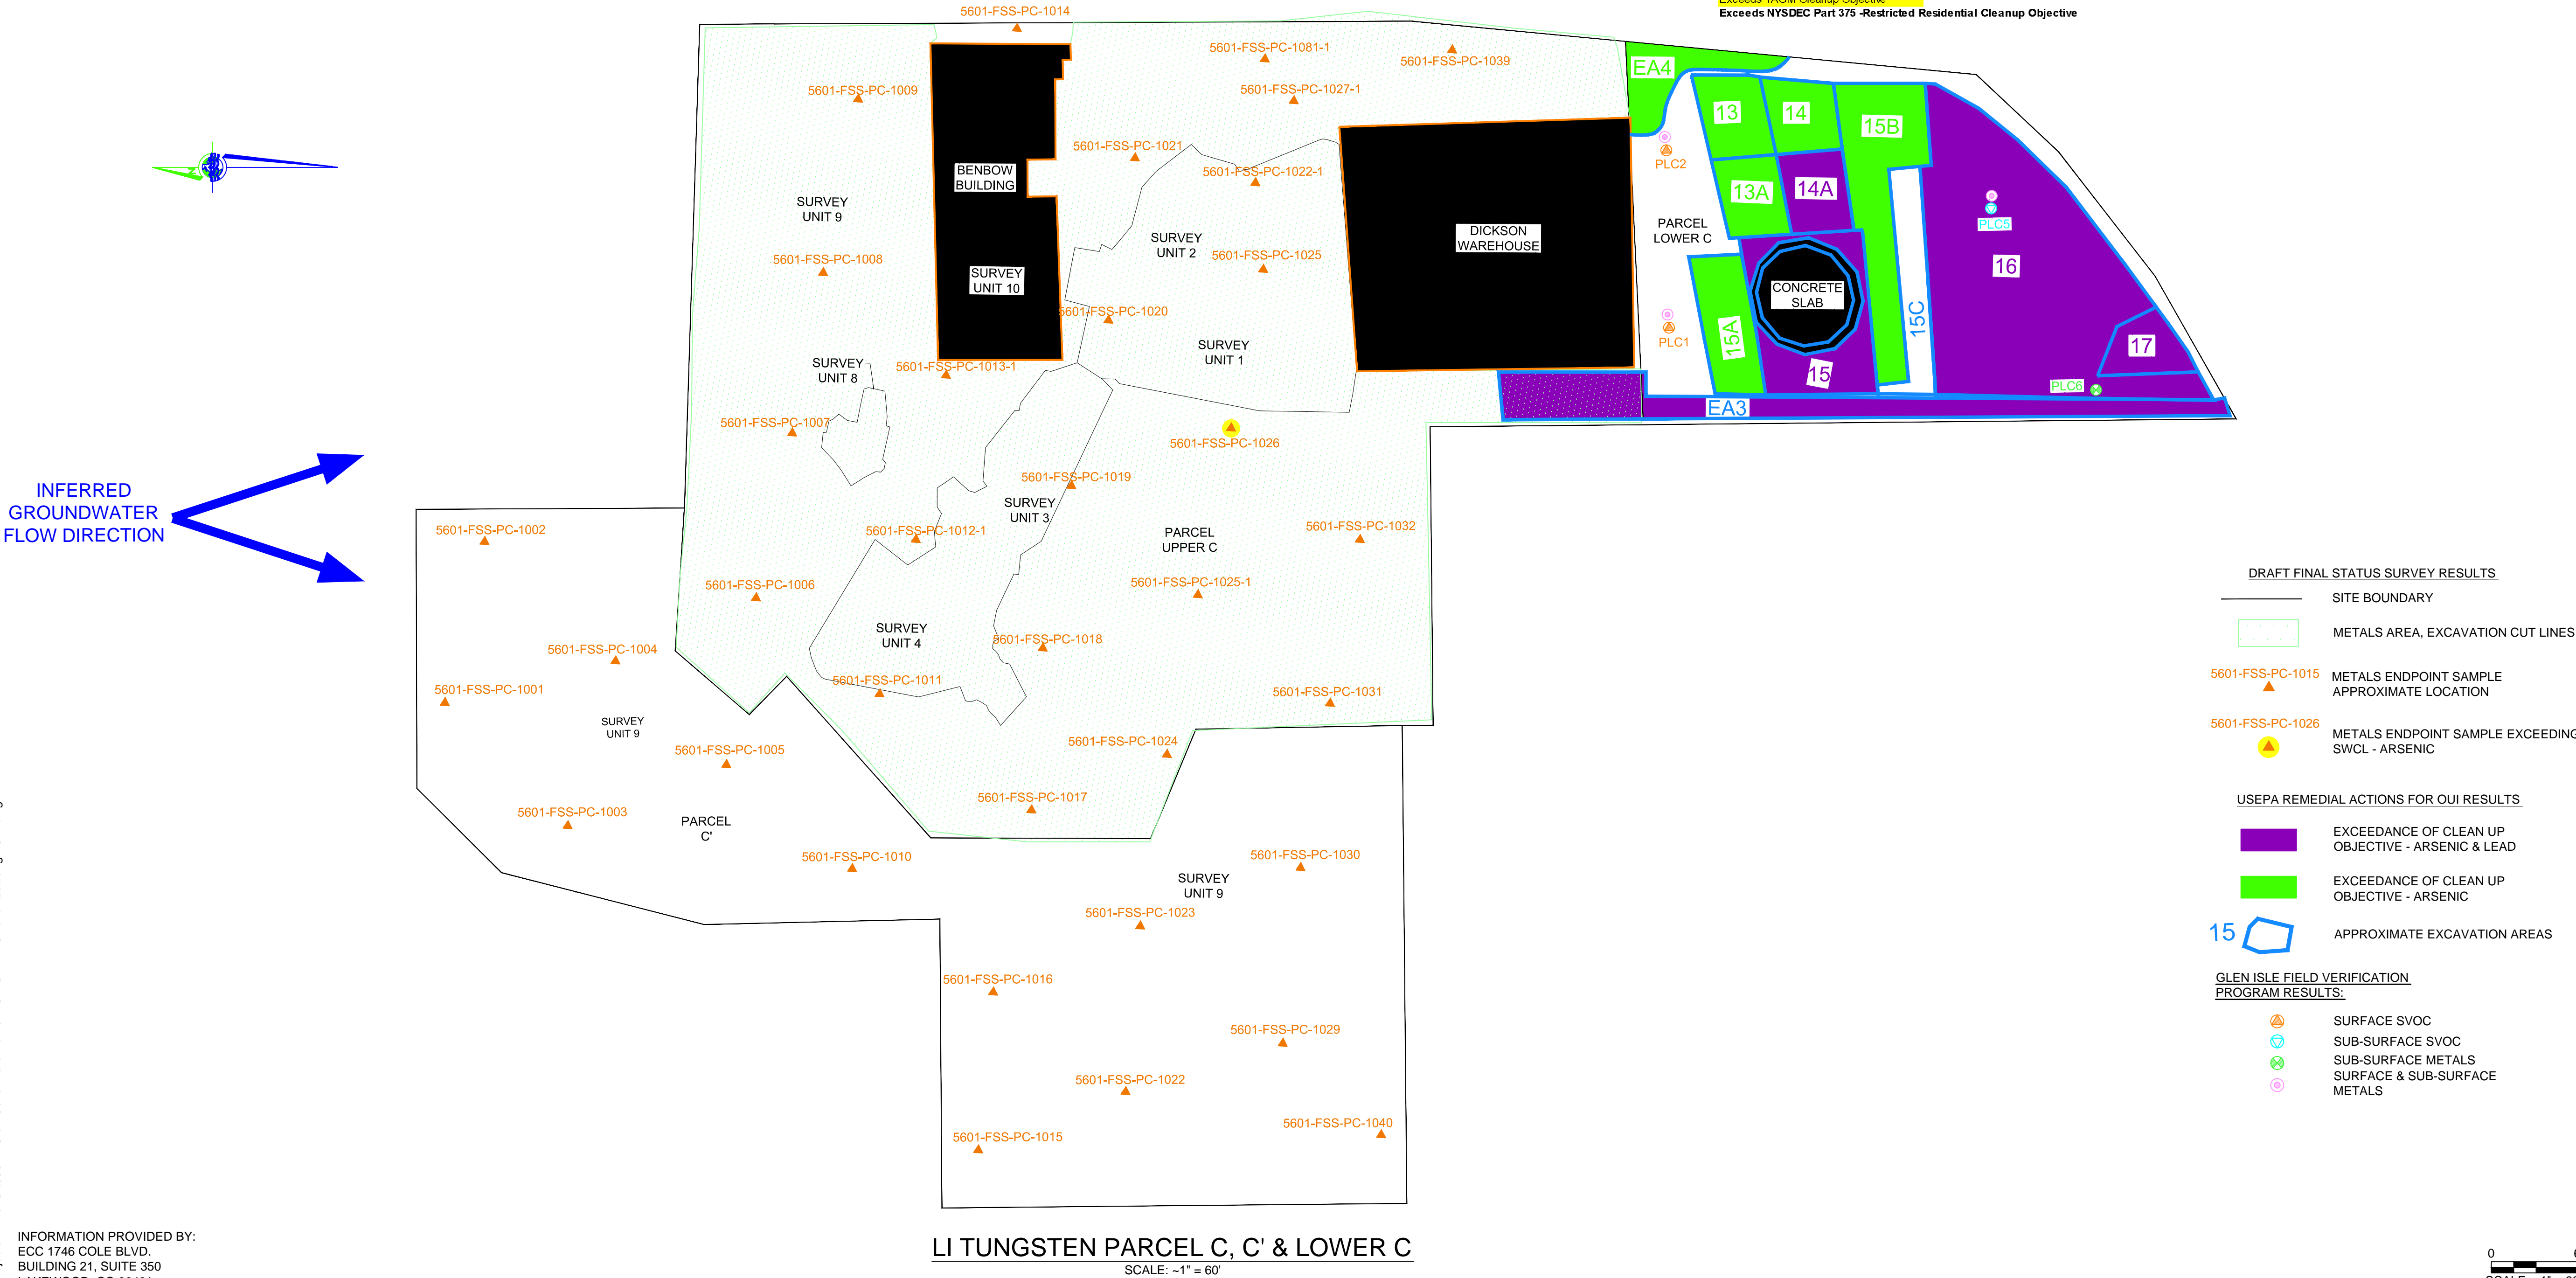 5601-FSS-PC-1014
Exceeds TAGM Cleanup Objective
Exceeds NYSDEC Part 375 -Restricted Residential Cleanup Objective
5601-FSS-PC-1081-1
5601-FSS-PC-1039
5601-FSS-PC-1009
5601-FSS-PC-1027-1
EA4
13
14
15B
5601-FSS-PC-1021
PLC2
N
BENBOW
BUILDING
5601-FSS-PC-1022-1
13A
14A
SURVEY
UNIT 9
PARCEL
LOWER C
PLC5
SURVEY
UNIT 2
DICKSON
WAREHOUSE
5601-FSS-PC-1008
5601-FSS-PC-1025
16
SURVEY
UNIT 10
CONCRETE
SLAB
5601-FSS-PC-1020
15C
15A
PLC1
17
SURVEY
UNIT 1
SURVEY
UNIT 8
5601-FSS-PC-1013-1
15
PLC6
EA3
5601-FSS-PC-1007
5601-FSS-PC-1026
5601-FSS-PC-1019
INFERRED
GROUNDWATER
FLOW DIRECTION
SURVEY
UNIT 3
5601-FSS-PC-1002
5601-FSS-PC-1012-1
5601-FSS-PC-1032
PARCEL
UPPER C
5601-FSS-PC-1006
5601-FSS-PC-1025-1
SURVEY
UNIT 4
5601-FSS-PC-1018
5601-FSS-PC-1004
5601-FSS-PC-1001
5601-FSS-PC-1011
5601-FSS-PC-1031
SURVEY
UNIT 9
5601-FSS-PC-1005
5601-FSS-PC-1024
5601-FSS-PC-1017
5601-FSS-PC-1003
PARCEL
C'
5601-FSS-PC-1010
5601-FSS-PC-1030
SURVEY
UNIT 9
5601-FSS-PC-1023
5601-FSS-PC-1016
5601-FSS-PC-1029
5601-FSS-PC-1022
5601-FSS-PC-1015
5601-FSS-PC-1040
DRAFT FINAL STATUS SURVEY RESULTS
SITE BOUNDARY
METALS AREA, EXCAVATION CUT LINES
5601-FSS-PC-1015
METALS ENDPOINT SAMPLE
APPROXIMATE LOCATION
5601-FSS-PC-1026
METALS ENDPOINT SAMPLE EXCEEDING
SWCL - ARSENIC
USEPA REMEDIAL ACTIONS FOR OUI RESULTS
EXCEEDANCE OF CLEAN UP
OBJECTIVE - ARSENIC & LEAD
EXCEEDANCE OF CLEAN UP
OBJECTIVE - ARSENIC
15
APPROXIMATE EXCAVATION AREAS
GLEN ISLE FIELD VERIFICATION
PROGRAM RESULTS:
SURFACE SVOC
SUB-SURFACE SVOC
SUB-SURFACE METALS
SURFACE & SUB-SURFACE
METALS
INFORMATION PROVIDED BY:
ECC 1746 COLE BLVD.
BUILDING 21, SUITE 350
LI TUNGSTEN PARCEL C, C' & LOWER C
SCALE: ~1" = 60'
0